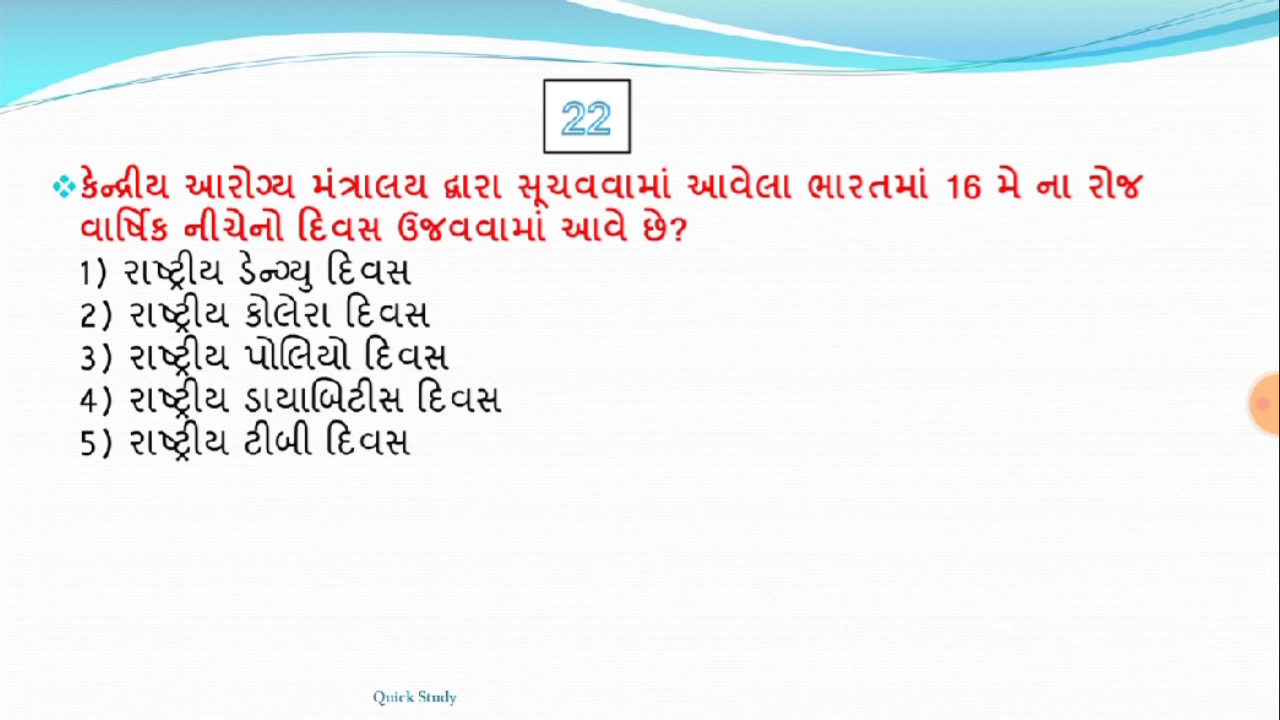 22
કેન્દ્રીય આરોગ્ય મંત્રાલય દ્વારા સૂચવવામાં આવેલા ભારતમાં 16 મે ના રોજ
વાર્ષિક નીચેનો દિવસ ઉજવવામાં આવે છે?
1) રાષ્ટ્રીય ડેન્ગ્યુ દિવસ
2) રાષ્ટ્રીય કોલેરા દિવસ
3) રાષ્ટ્રીય પોલિયો દિવસ
4) રાષ્ટ્રીય ડાયાબિટીસ દિવસ
5) રાષ્ટ્રીય ટીબી દિવસ
Quick Study